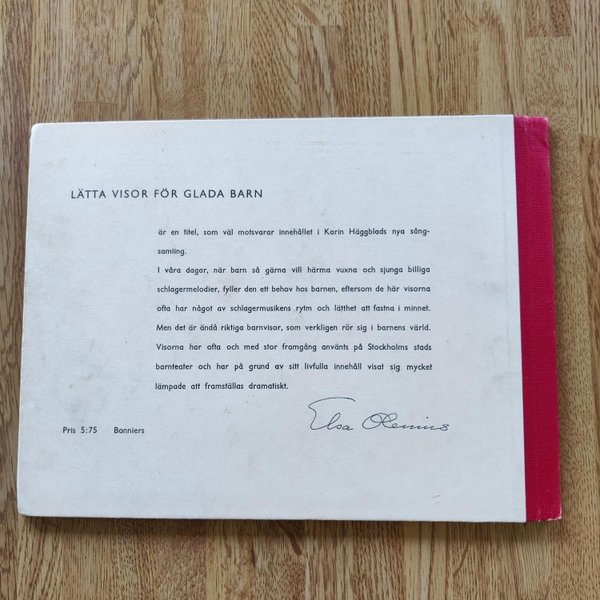 LÄTTA VISOR FÖR GLADA BARN
är en titel, som väl motsvarar innehållet i Karin Häggblads nya sång-
samling.
I våra dagar, när barn så gärna vill härma vuxna och sjunga billiga
schlagermelodier, fyller den ett behov hos barnen, eftersom de här visorna
ofta har något av schlagermusikens rytm och lätthet att fastna i minnet.
Men det är ändå riktiga barnvisor, som verkligen rör sig i barnens värld.
Visorna har ofta och med stor framgång använts på Stockholms stads
barnteater och har på grund av sitt livfulla innehåll visat sig mycket
lämpade att framställas dramatiskt.
Elsa Olenius
Pris 5:75 Bonniers